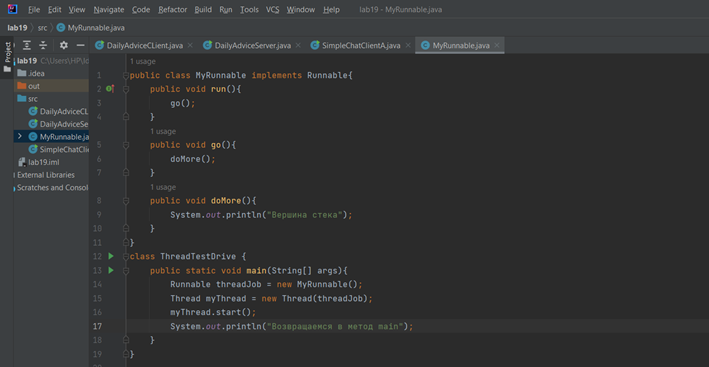 File Edit View Navigate Code Refactor Build Run Tools VCS Window Help lab19 - MyRunnable.java
lab19 src MyRunnable.java
Project
DailyAdviceCLient.java DailyAdviceServer.java SimpleChatClientA.java MyRunnable.java
lab19 C:\Users\HP\Id
.idea
out
src
DailyAdviceCL
DailyAdviceSe
MyRunnable.ja
SimpleChatClie
lab19.iml
External Libraries
Scratches and Consol
1 usage
1 public class MyRunnable implements Runnable{
2 public void run(){
3 go();
4 }
1 usage
5 public void go(){
6 doMore();
7 }
1 usage
8 public void doMore(){
9 System.out.println("Вершина стека");
10 }
11 }
12 class ThreadTestDrive {
13 public static void main(String[] args){
14 Runnable threadJob = new MyRunnable();
15 Thread myThread = new Thread(threadJob);
16 myThread.start();
17 System.out.println("Возвращаемся в метод main");
18 }
19 }